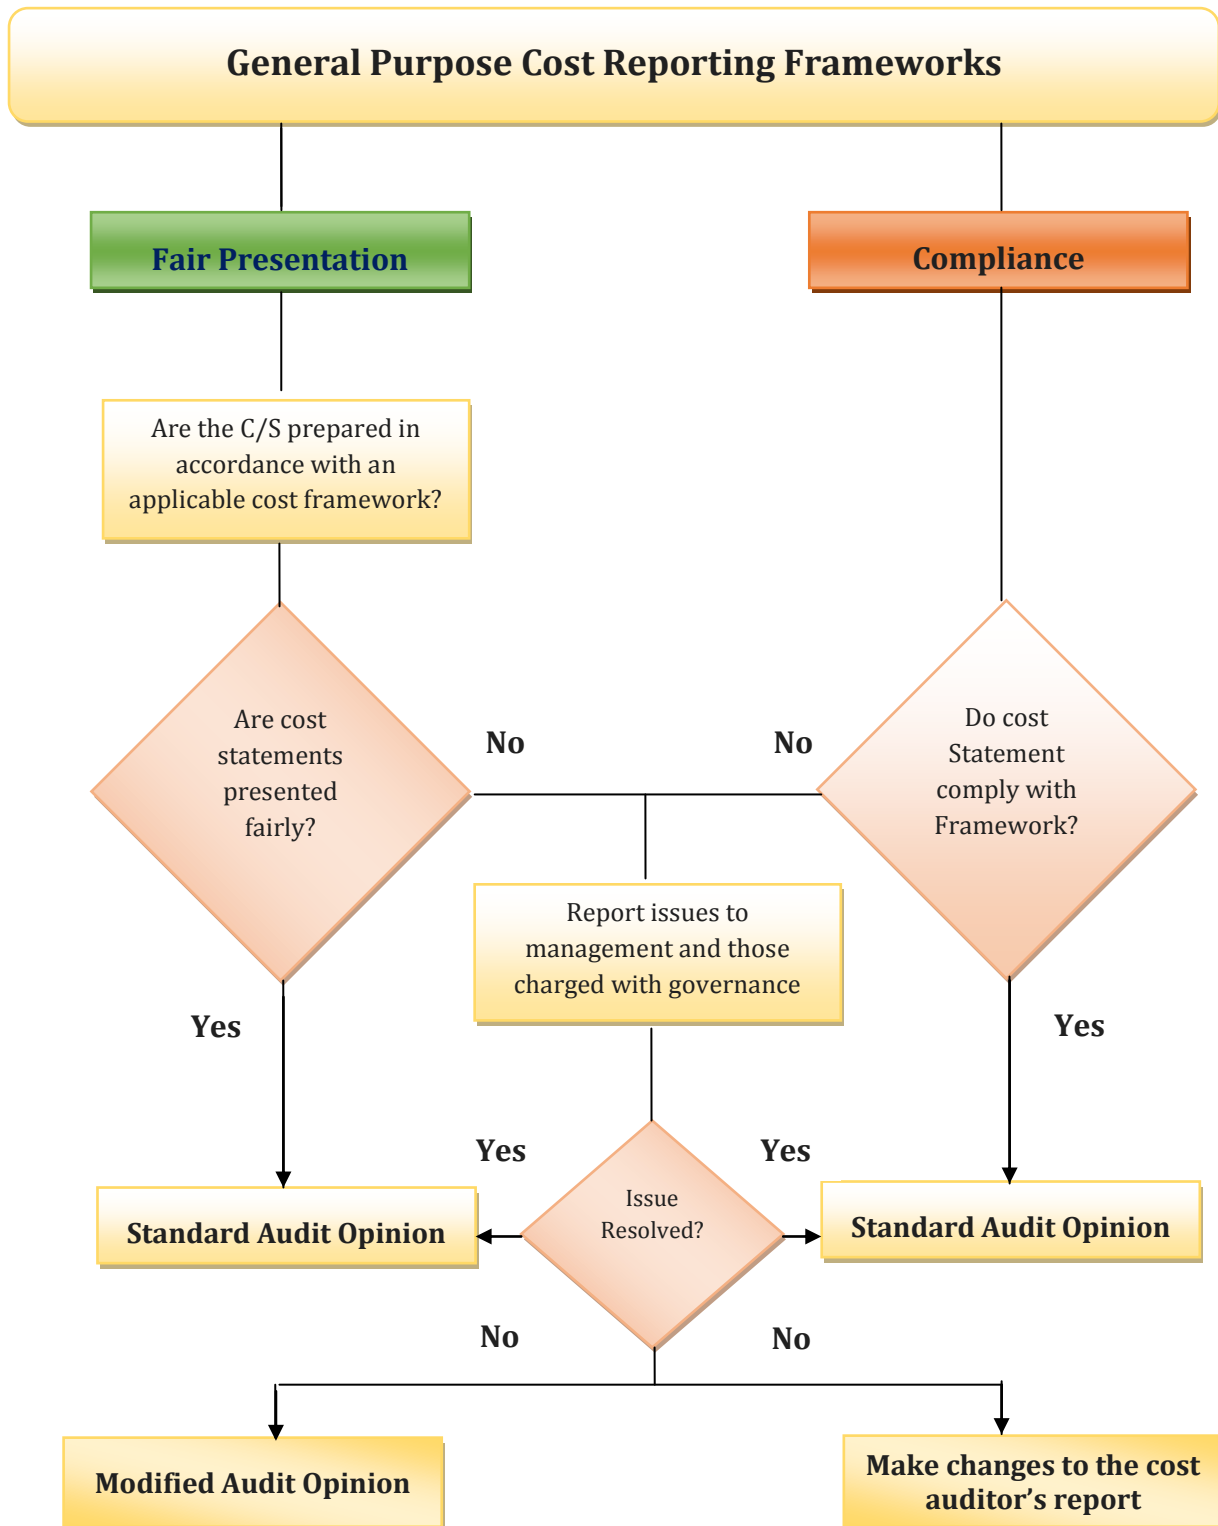 General Purpose Cost Reporting Frameworks
Fair Presentation
Compliance
Are the C/S prepared in
accordance with an
applicable cost framework?
Are cost
statements
presented
fairly?
No
No
Do cost
Statement
comply with
Framework?
Report issues to
management and those
charged with governance
Yes
Yes
Yes
Yes
Issue
Resolved?
Standard Audit Opinion
Standard Audit Opinion
No
No
Modified Audit Opinion
Make changes to the cost
auditor’s report